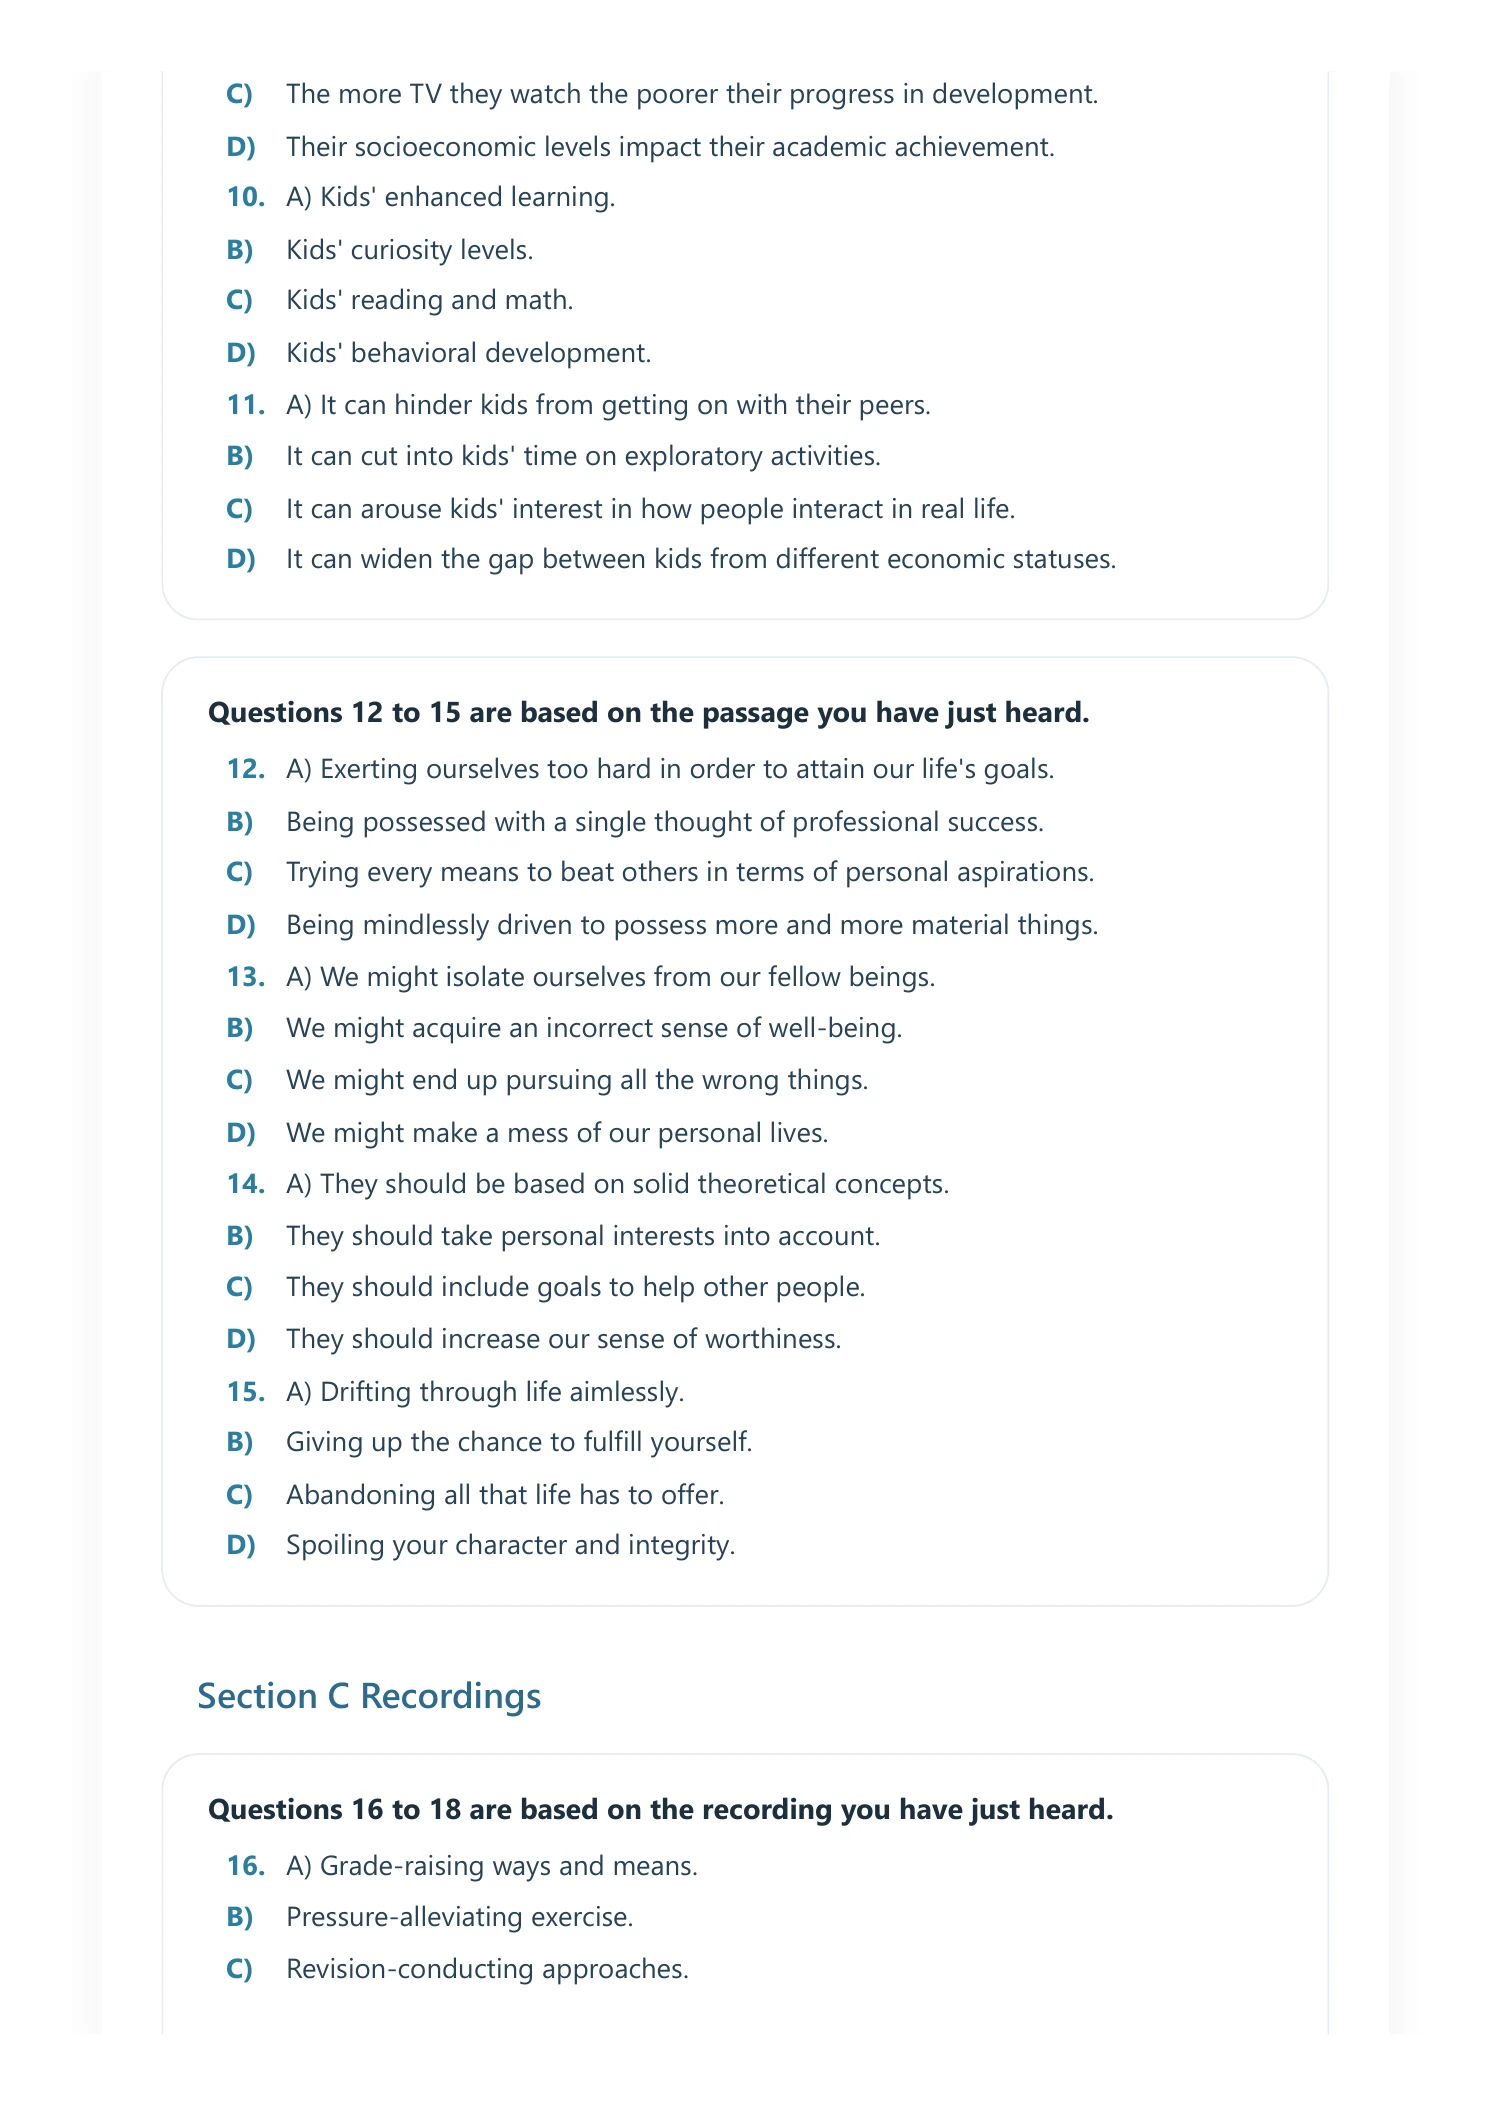 C) The more TV they watch the poorer their progress in development.
D) Their socioeconomic levels impact their academic achievement.
10. A) Kids' enhanced learning.
B) Kids' curiosity levels.
C) Kids' reading and math.
D) Kids' behavioral development.
11. A) It can hinder kids from getting on with their peers.
B) It can cut into kids' time on exploratory activities.
C) It can arouse kids' interest in how people interact in real life.
D) It can widen the gap between kids from different economic statuses.
Questions 12 to 15 are based on the passage you have just heard.
12. A) Exerting ourselves too hard in order to attain our life's goals.
B) Being possessed with a single thought of professional success.
C) Trying every means to beat others in terms of personal aspirations.
D) Being mindlessly driven to possess more and more material things.
13. A) We might isolate ourselves from our fellow beings.
B) We might acquire an incorrect sense of well-being.
C) We might end up pursuing all the wrong things.
D) We might make a mess of our personal lives.
14. A) They should be based on solid theoretical concepts.
B) They should take personal interests into account.
C) They should include goals to help other people.
D) They should increase our sense of worthiness.
15. A) Drifting through life aimlessly.
B) Giving up the chance to fulfill yourself.
C) Abandoning all that life has to offer.
D) Spoiling your character and integrity.
Section C Recordings
Questions 16 to 18 are based on the recording you have just heard.
16. A) Grade-raising ways and means.
B) Pressure-alleviating exercise.
C) Revision-conducting approaches.